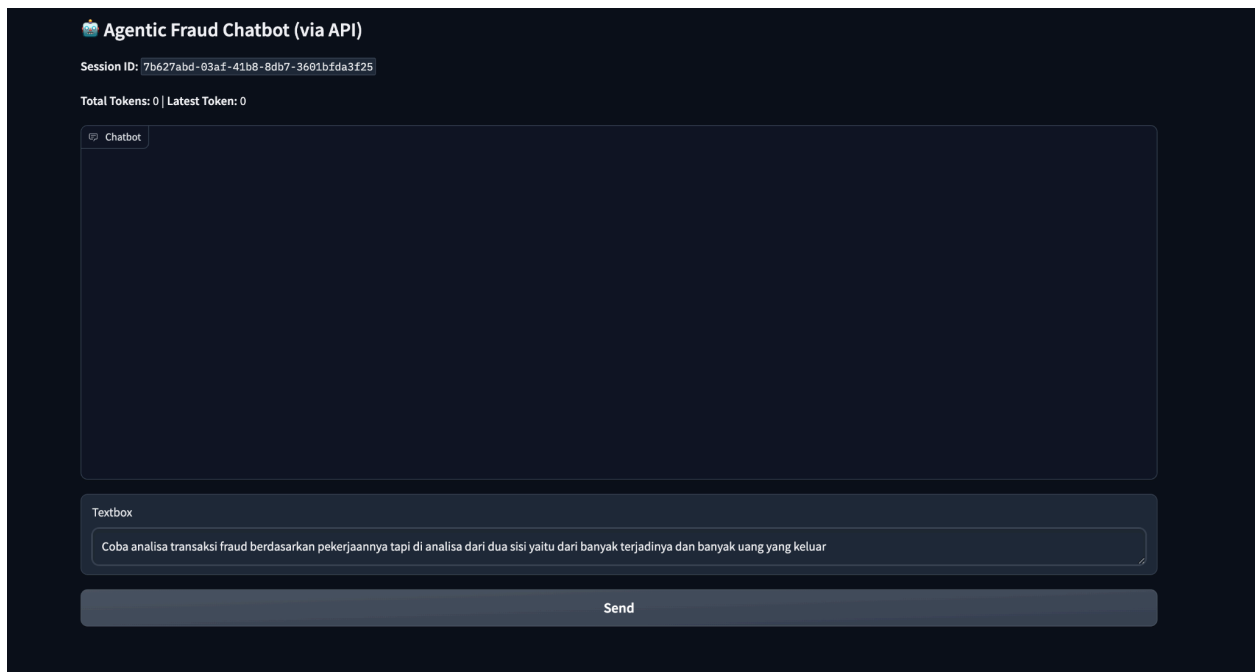 🤖 Agentic Fraud Chatbot (via API)
Session ID: 7b627abd-03af-41b8-8db7-3601bfda3f25
Total Tokens: 0 | Latest Token: 0
Chatbot
Textbox
Coba analisa transaksi fraud berdasarkan pekerjaannya tapi di analisa dari dua sisi yaitu dari banyak terjadinya dan banyak uang yang keluar
Send